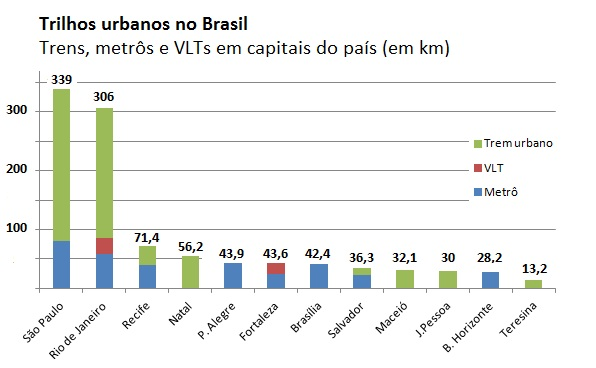 Trilhos urbanos no Brasil
Trens, metrôs e VLTs em capitais do país (em km)
339
306
300
200
100
71,4
56,2
43,9
43,6
42,4
36,3
32,1
30
28,2
13,2
Trem urbano
VLT
Metrô
São Paulo
Rio de Janeiro
Recife
Natal
P. Alegre
Fortaleza
Brasília
Salvador
Maceió
J.Pessoa
B. Horizonte
Teresina